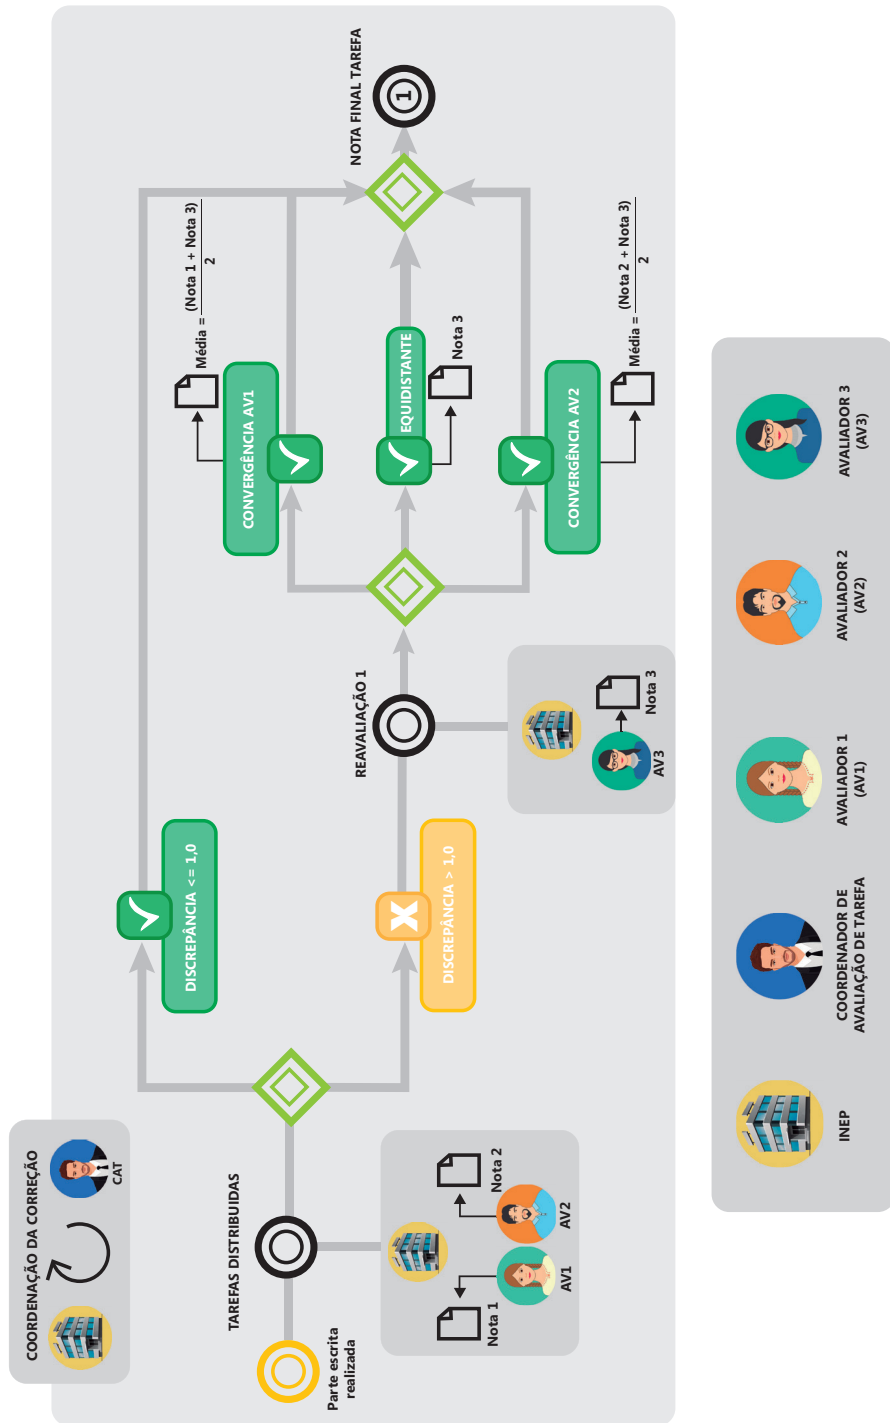 COORDENAÇÃO DA CORREÇÃO
CAT
Parte escrita
realizada
TAREFAS DISTRIBUIDAS
Nota 1
AV1
AV2
Nota 2
DISCREPÂNCIA <= 1,0
DISCREPÂNCIA > 1,0
REAVALIAÇÃO 1
AV3
Nota 3
CONVERGÊNCIA AV1
Média = (Nota 1 + Nota 3)
2
EQUIDISTANTE
Nota 3
CONVERGÊNCIA AV2
Média = (Nota 2 + Nota 3)
2
NOTA FINAL TAREFA
1
INEP
COORDENADOR DE
AVALIAÇÃO DE TAREFA
AVALIADOR 1
(AV1)
AVALIADOR 2
(AV2)
AVALIADOR 3
(AV3)